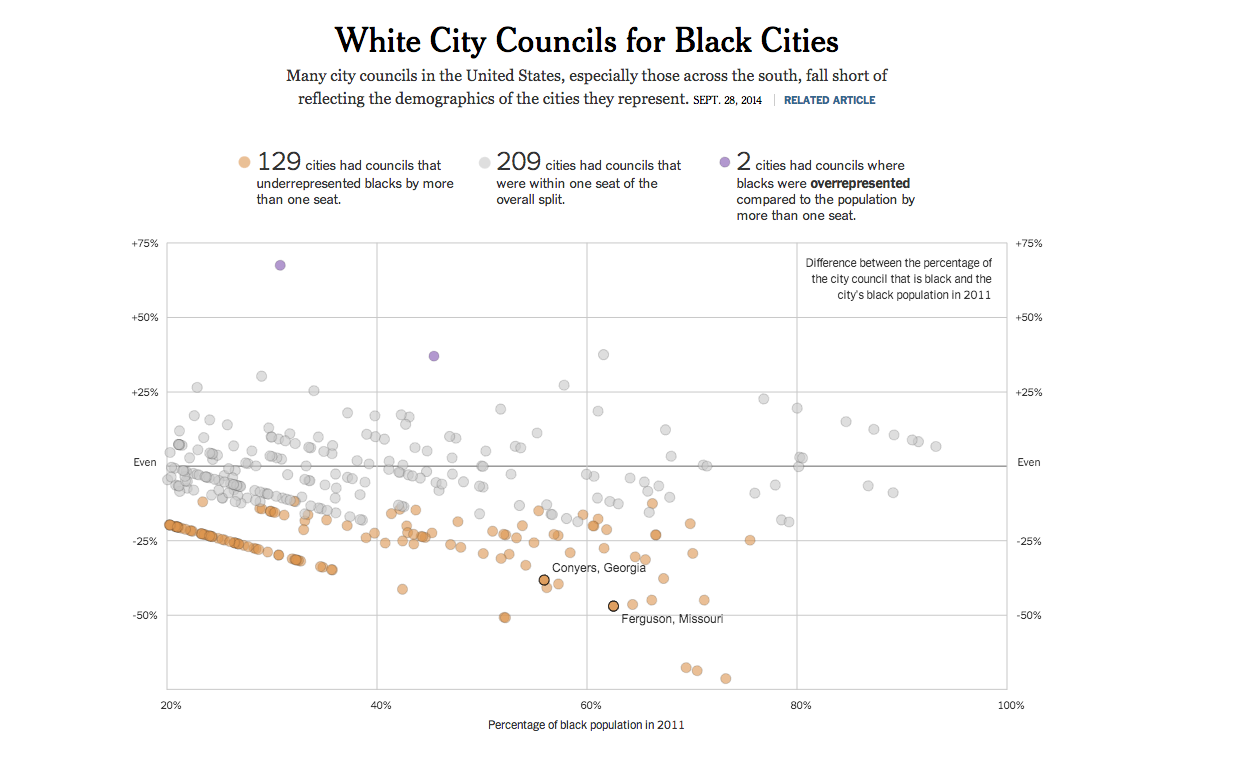 White City Councils for Black Cities
Many city councils in the United States, especially those across the south, fall short of
reflecting the demographics of the cities they represent. SEPT. 28, 2014 | RELATED ARTICLE
129 cities had councils that
underrepresented blacks by more
than one seat.
209 cities had councils that
were within one seat of the
overall split.
2 cities had councils where
blacks were overrepresented
compared to the population by
more than one seat.
+75% +75%
Difference between the percentage of
the city council that is black and the
city's black population in 2011
+50% +50%
+25% +25%
Even Even
-25% -25%
Conyers, Georgia
-50% -50%
Ferguson, Missouri
20% 40% 60% 80% 100%
Percentage of black population in 2011